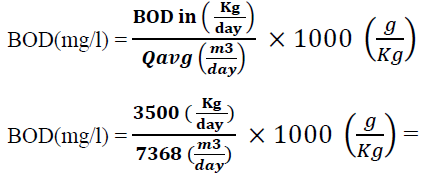 BOD(mg/l) = BOD in (Kg/day) / Qavg (m3/day) × 1000 (g/Kg)
BOD(mg/l) = 3500 (Kg/day) / 7368 (m3/day) × 1000 (g/Kg) =